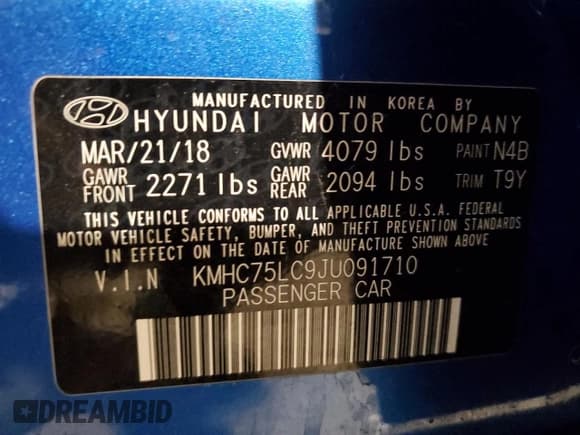 MANUFACTURED IN KOREA BY
HYUNDAI MOTOR COMPANY
MAR/21/18 GVWR 4079 lbs PAINT N4B
GAWR FRONT 2271 lbs GAWR REAR 2094 lbs TRIM T9Y
THIS VEHICLE CONFORMS TO ALL APPLICABLE U.S.A. FEDERAL
MOTOR VEHICLE SAFETY, BUMPER, AND THEFT PREVENTION STANDARDS
IN EFFECT ON THE DATE OF MANUFACTURE SHOWN ABOVE
V.I.N KMHC75LC9JU091710
PASSENGER CAR
DREAMBID